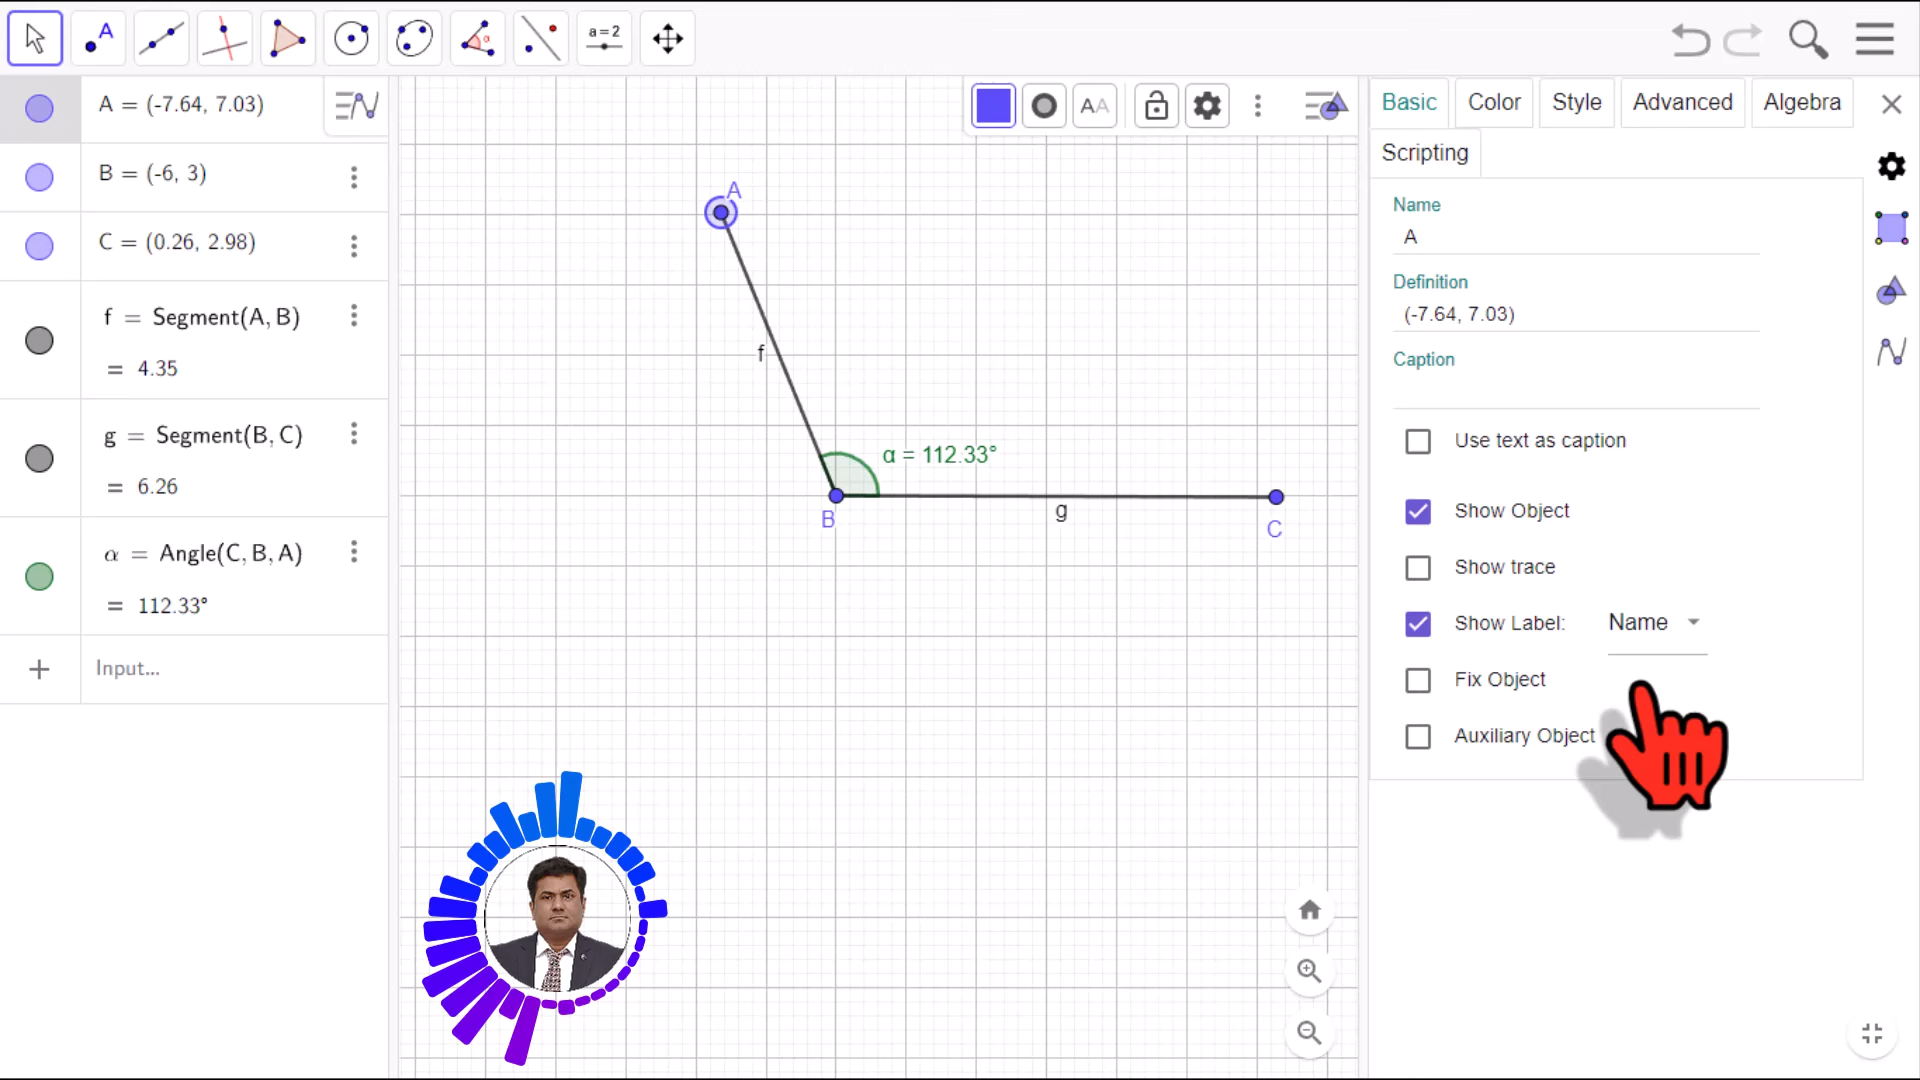 A
a=2
A = (-7.64, 7.03)
B = (-6, 3)
C = (0.26, 2.98)
f = Segment(A, B)
= 4.35
g = Segment(B, C)
= 6.26
α = Angle(C, B, A)
= 112.33°
Input...
AA
A
f
α = 112.33°
B
g
C
Basic
Color
Style
Advanced
Algebra
Scripting
Name
A
Definition
(-7.64, 7.03)
Caption
Use text as caption
Show Object
Show trace
Show Label: Name
Fix Object
Auxiliary Object